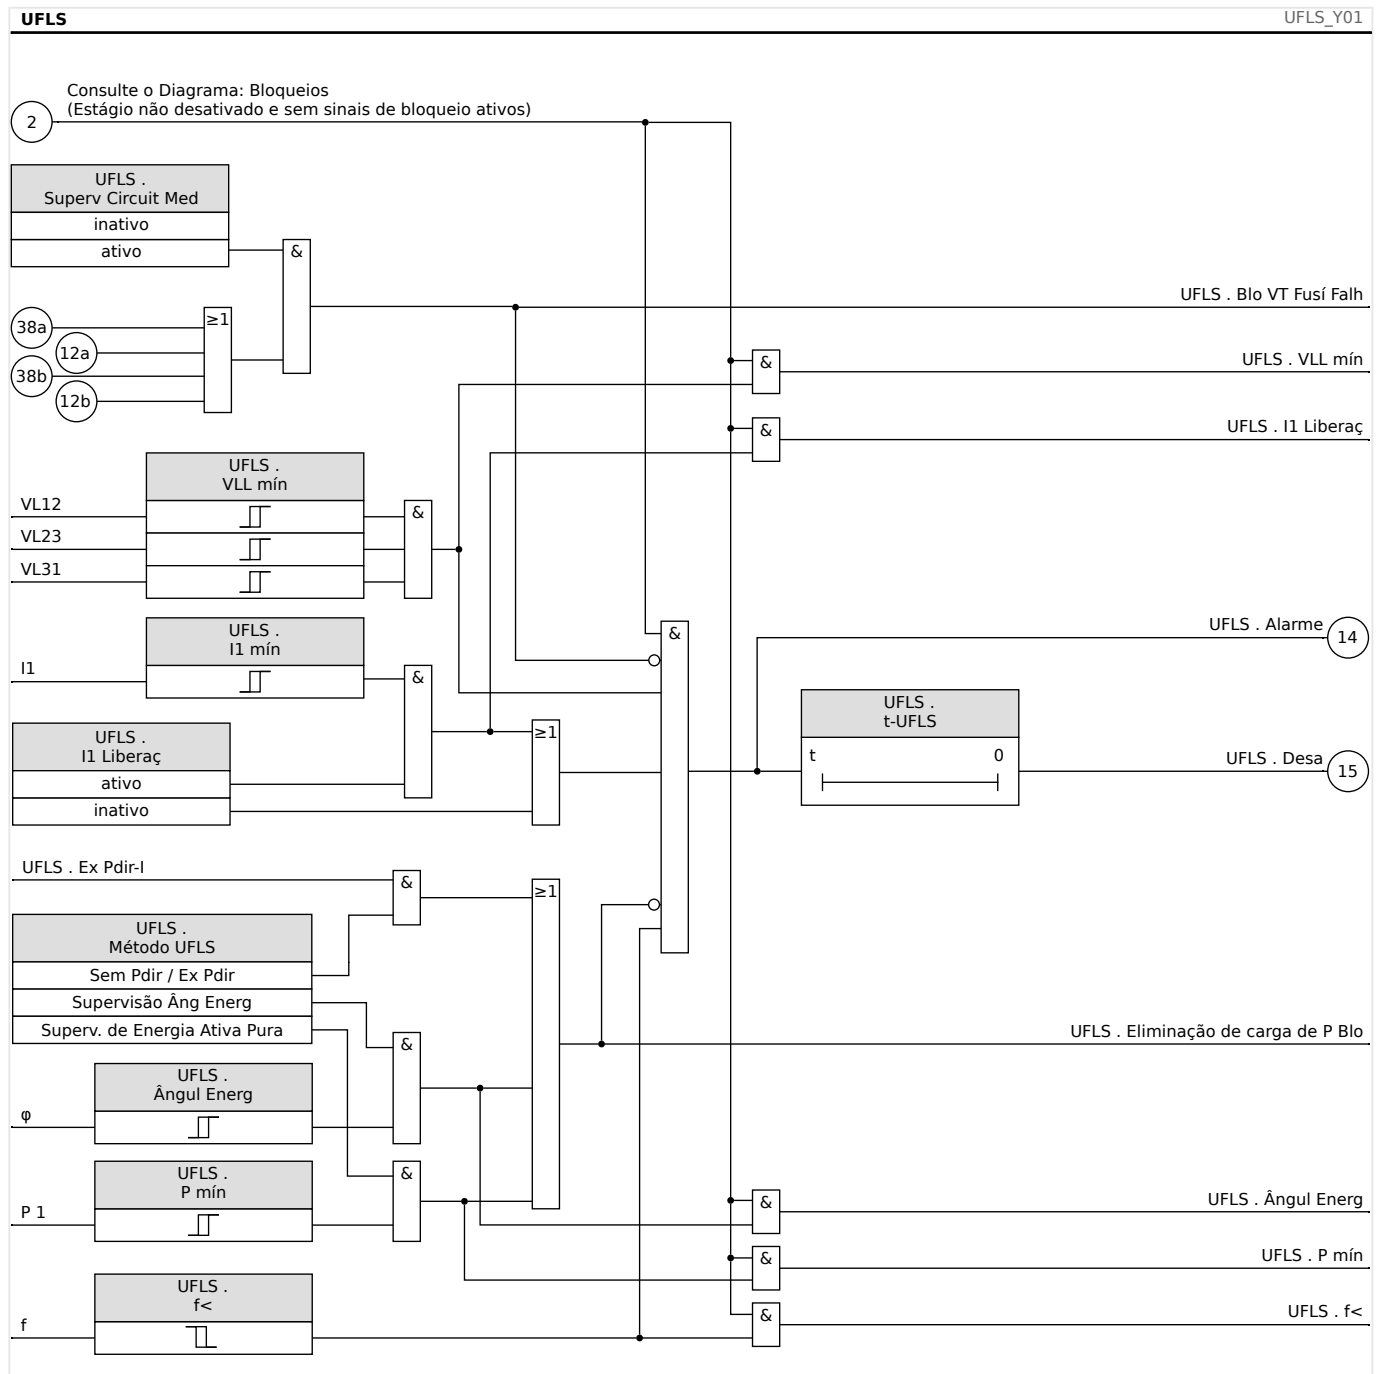 UFLS
UFLS_Y01
Consulte o Diagrama: Bloqueios
(Estágio não desativado e sem sinais de bloqueio ativos)
2
UFLS .
Superv Circuit Med
inativo
ativo
&
UFLS . Blo VT Fusí Falh
38a
≥1
12a
38b
12b
&
UFLS . VLL mín
&
UFLS . I1 Liberaç
UFLS .
VLL mín
VL12
VL23
VL31
&
UFLS .
I1 mín
I1
&
&
UFLS . Alarme
14
UFLS .
I1 Liberaç
ativo
inativo
≥1
UFLS .
t-UFLS
t
0
UFLS . Desa
15
UFLS . Ex Pdir-I
&
≥1
UFLS .
Método UFLS
Sem Pdir / Ex Pdir
Supervisão Âng Energ
Superv. de Energia Ativa Pura
&
UFLS . Eliminação de carga de P Blo
UFLS .
Ângul Energ
φ
UFLS .
P mín
P 1
&
&
UFLS . Ângul Energ
&
UFLS . P mín
UFLS .
f<
f
&
UFLS . f<